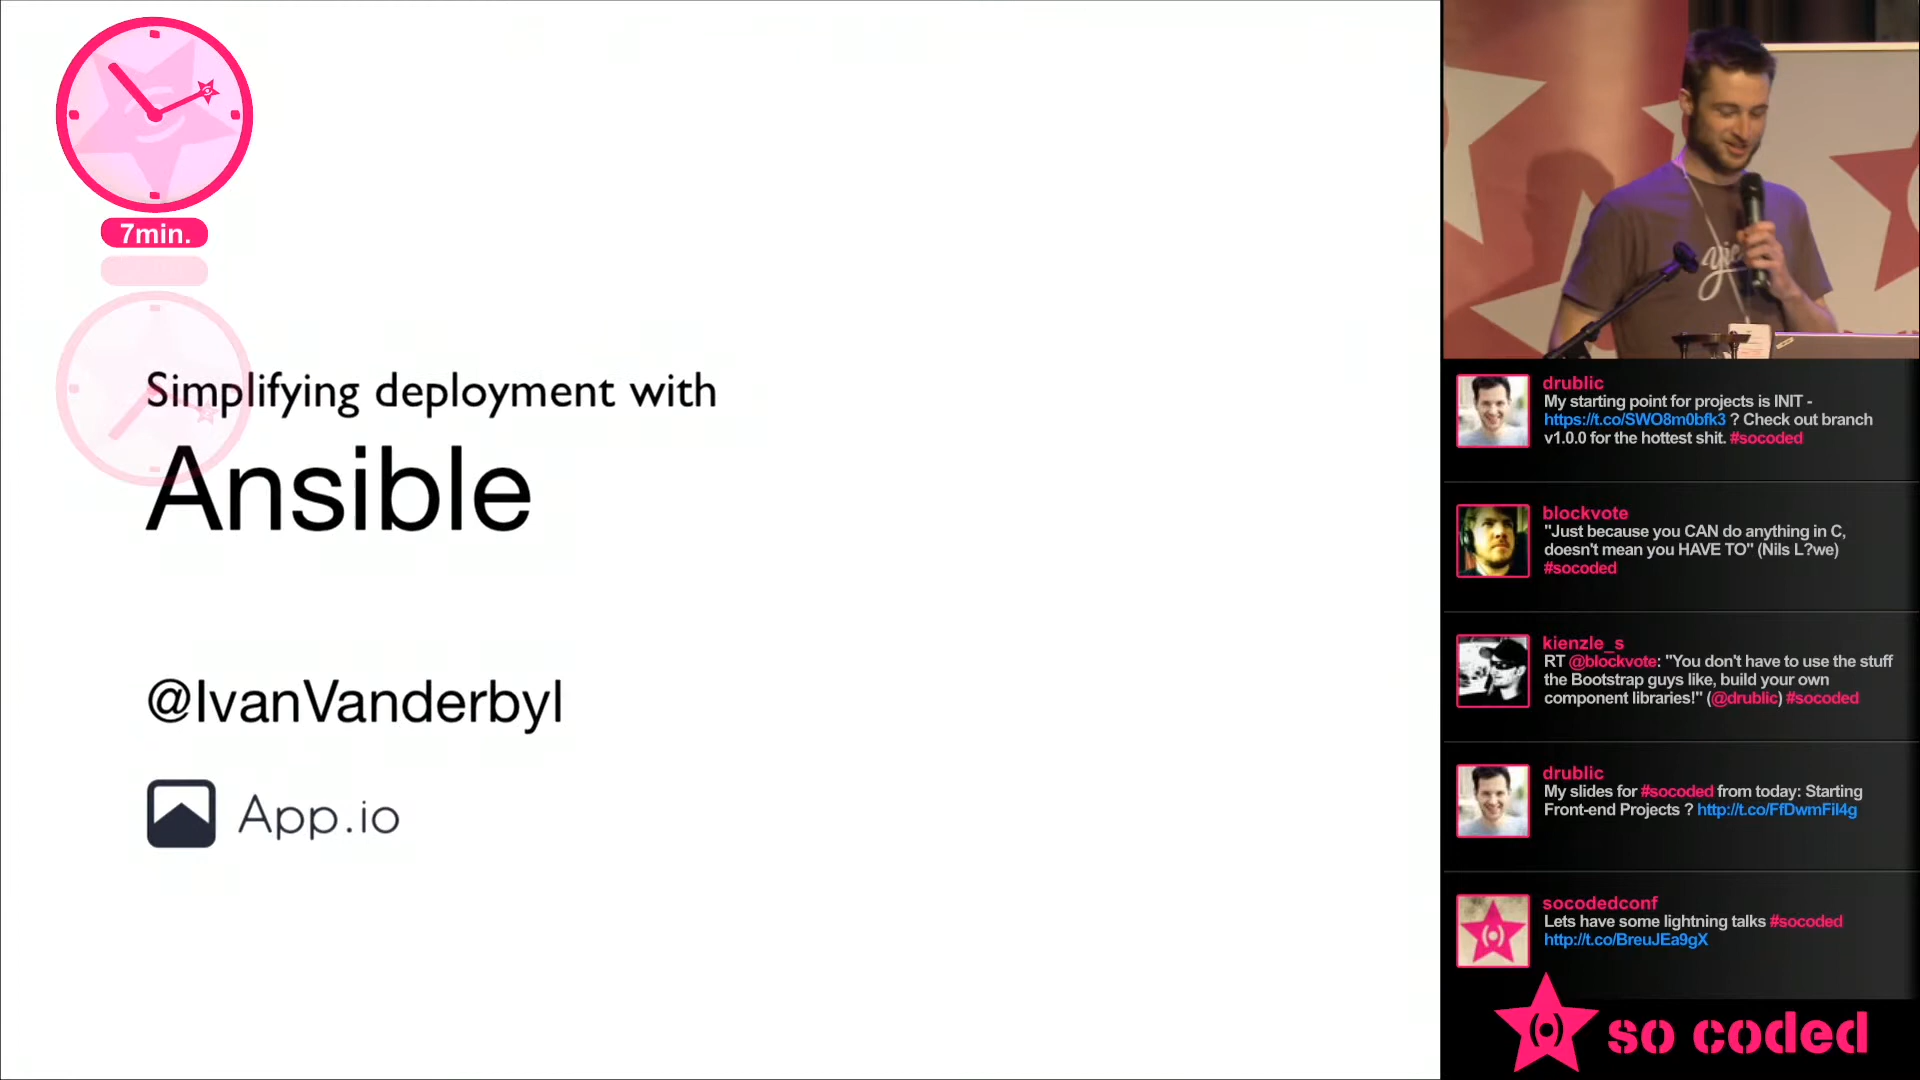 7min.
Simplifying deployment with
Ansible
@IvanVanderbyl
App.io
drublic
My starting point for projects is INIT -
https://t.co/SWO8m0bfk3 ? Check out branch
v1.0.0 for the hottest shit. #socoded
blockvote
"Just because you CAN do anything in C,
doesn't mean you HAVE TO" (Nils L?we)
#socoded
kienzle_s
RT @blockvote: "You don't have to use the stuff
the Bootstrap guys like, build your own
component libraries!" (@drublic) #socoded
drublic
My slides for #socoded from today: Starting
Front-end Projects ? http://t.co/FfDwmFil4g
socodedconf
Lets have some lightning talks #socoded
http://t.co/BreuJEa9gX
so coded